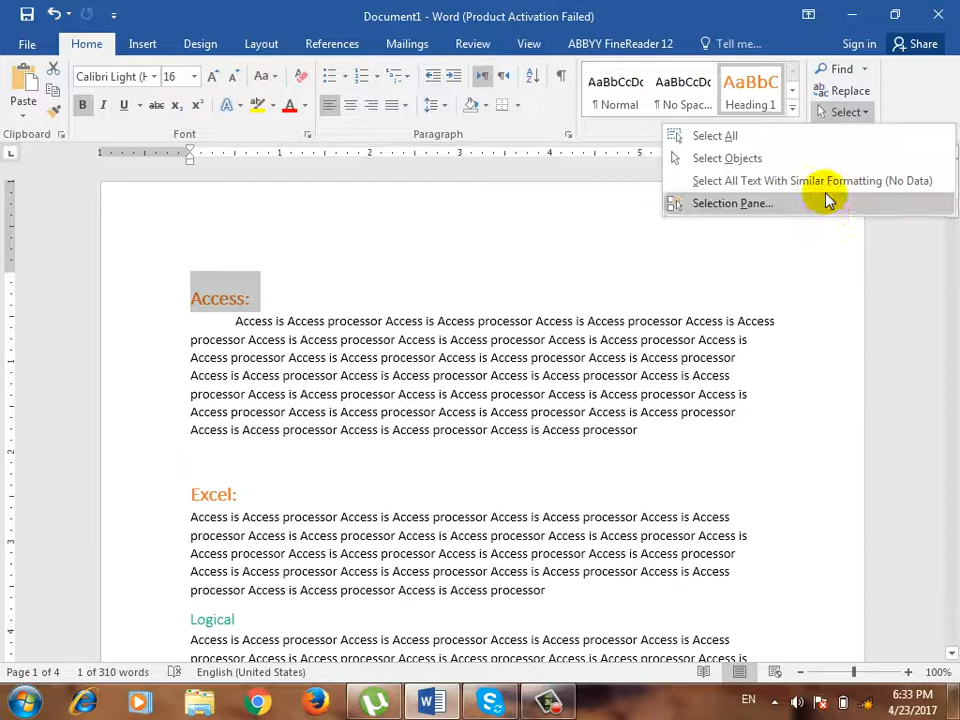 Document1 - Word (Product Activation Failed)
File Home Insert Design Layout References Mailings Review View ABBYY FineReader 12 Tell me... Sign in Share
Calibri Light (H 16 Aa
AaBbCcDc AaBbCcDc AaBbC
¶ Normal ¶ No Spac... Heading 1
Find
Replace
Select
Paste
B I U abc X₂ X² A A
Clipboard Font Paragraph
Select All
Select Objects
Select All Text With Similar Formatting (No Data)
Selection Pane...
Access:
Access is Access processor Access is Access processor Access is Access processor Access is Access
processor Access is Access processor Access is Access processor Access is Access processor Access is
Access processor Access is Access processor Access is Access processor Access is Access processor
Access is Access processor Access is Access processor Access is Access processor Access is Access
processor Access is Access processor Access is Access processor Access is Access processor Access is
Access processor Access is Access processor Access is Access processor Access is Access processor
Access is Access processor Access is Access processor Access is Access processor
Excel:
Access is Access processor Access is Access processor Access is Access processor Access is Access
processor Access is Access processor Access is Access processor Access is Access processor Access is
Access processor Access is Access processor Access is Access processor Access is Access processor
Access is Access processor Access is Access processor Access is Access processor Access is Access
processor Access is Access processor Access is Access processor
Logical
Access is Access processor Access is Access processor Access is Access processor Access is Access
processor Access is Access processor Access is Access processor Access is Access processor Access is
Page 1 of 4 1 of 310 words English (United States) 100%
EN 6:33 PM
4/23/2017